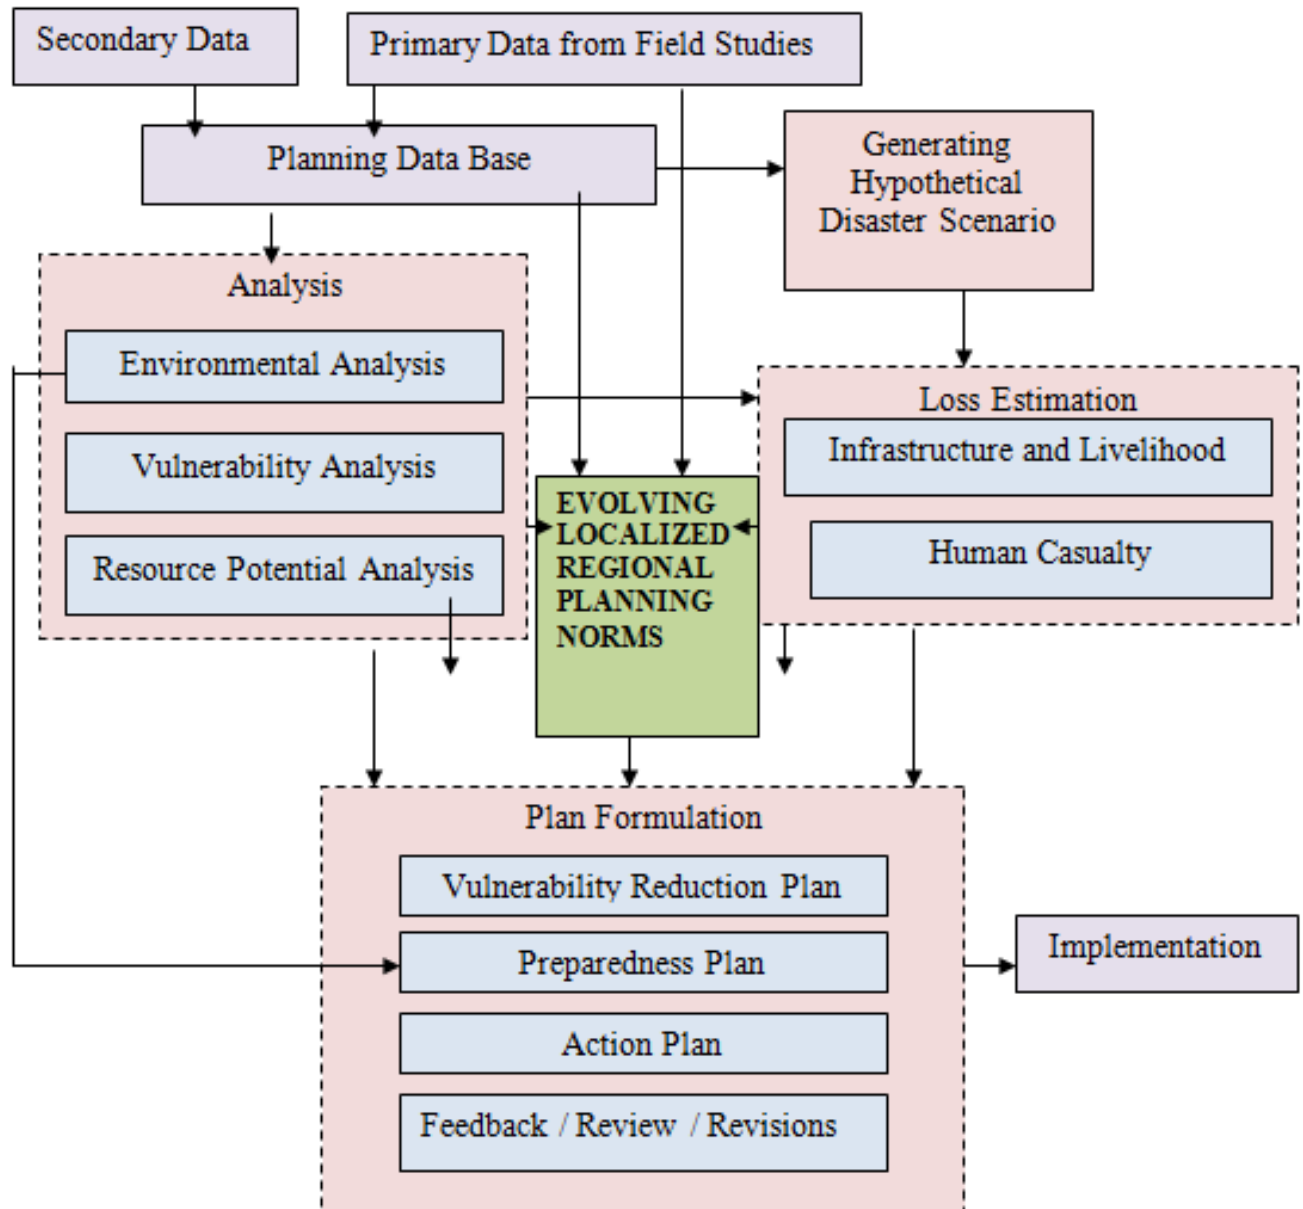 Secondary Data
Primary Data from Field Studies
Planning Data Base
Generating
Hypothetical
Disaster Scenario
Analysis
Environmental Analysis
Vulnerability Analysis
Resource Potential Analysis
Loss Estimation
Infrastructure and Livelihood
Human Casualty
EVOLVING
LOCALIZED
REGIONAL
PLANNING
NORMS
Plan Formulation
Vulnerability Reduction Plan
Preparedness Plan
Action Plan
Feedback / Review / Revisions
Implementation